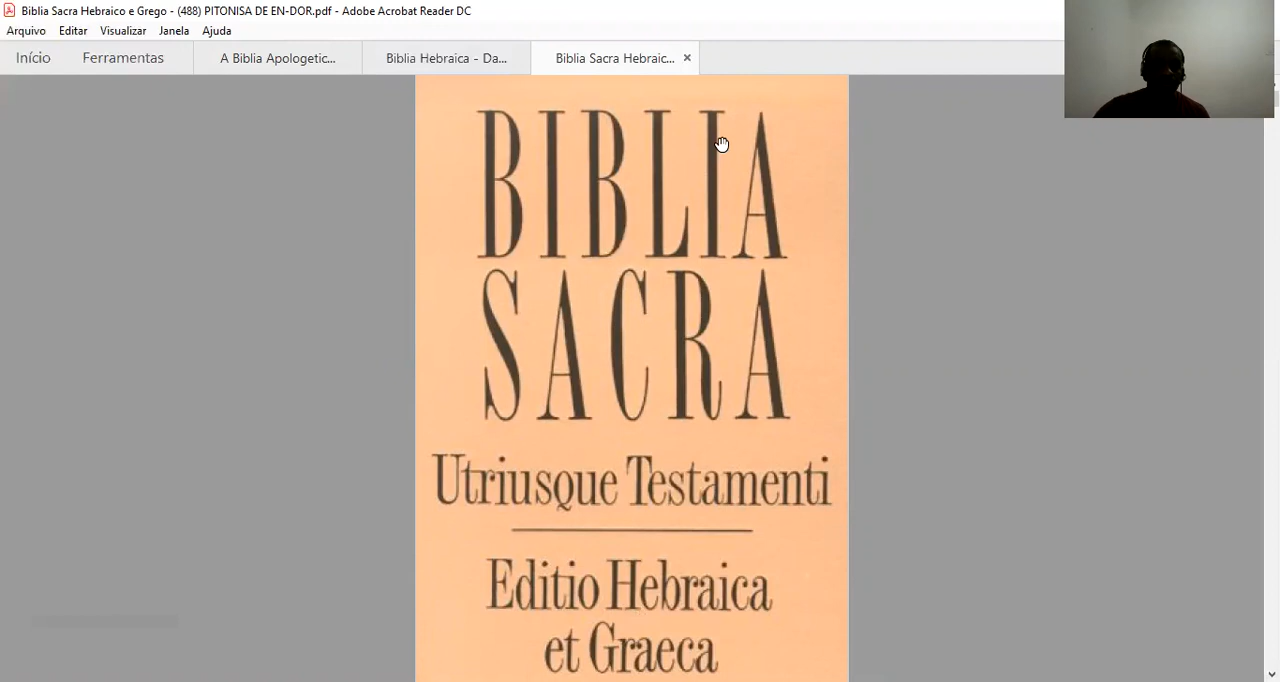 Biblia Sacra Hebraico e Grego - (488) PITONISA DE EN-DOR.pdf - Adobe Acrobat Reader DC
Arquivo Editar Visualizar Janela Ajuda
Início Ferramentas A Biblia Apologetic... Biblia Hebraica - Da... Biblia Sacra Hebraic... ×
BIBLIA
SACRA
Utriusque Testamenti
Editio Hebraica
et Graeca